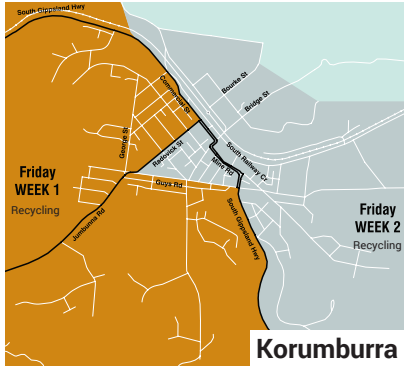 South Gippsland Hwy
Bourke St
Commercial St
Bridge St
George St
Radovick St
South Railway Cr
Mine Rd
Friday
WEEK 1
Recycling
Guys Rd
Jumbunna Rd
South Gippsland Hwy
Friday
WEEK 2
Recycling
Korumburra